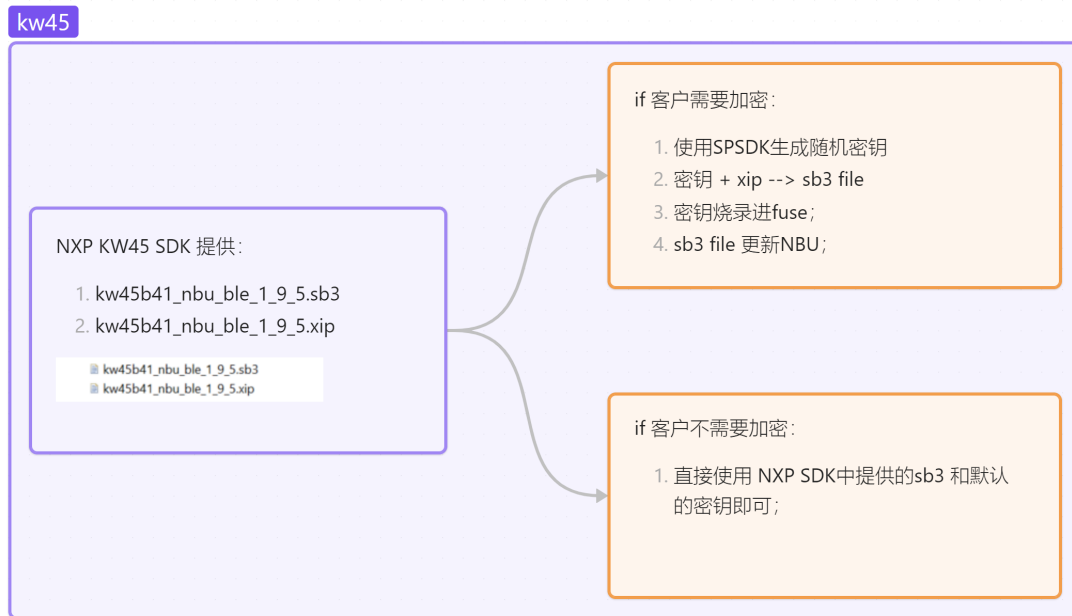 kw45
NXP KW45 SDK 提供：
1. kw45b41_nbu_ble_1_9_5.sb3
2. kw45b41_nbu_ble_1_9_5.xip
kw45b41_nbu_ble_1_9_5.sb3
kw45b41_nbu_ble_1_9_5.xip
if 客户需要加密：
1. 使用SPSDK生成随机密钥
2. 密钥 + xip --> sb3 file
3. 密钥烧录进fuse；
4. sb3 file 更新NBU；
if 客户不需要加密：
1. 直接使用 NXP SDK中提供的sb3 和默认
的密钥即可；